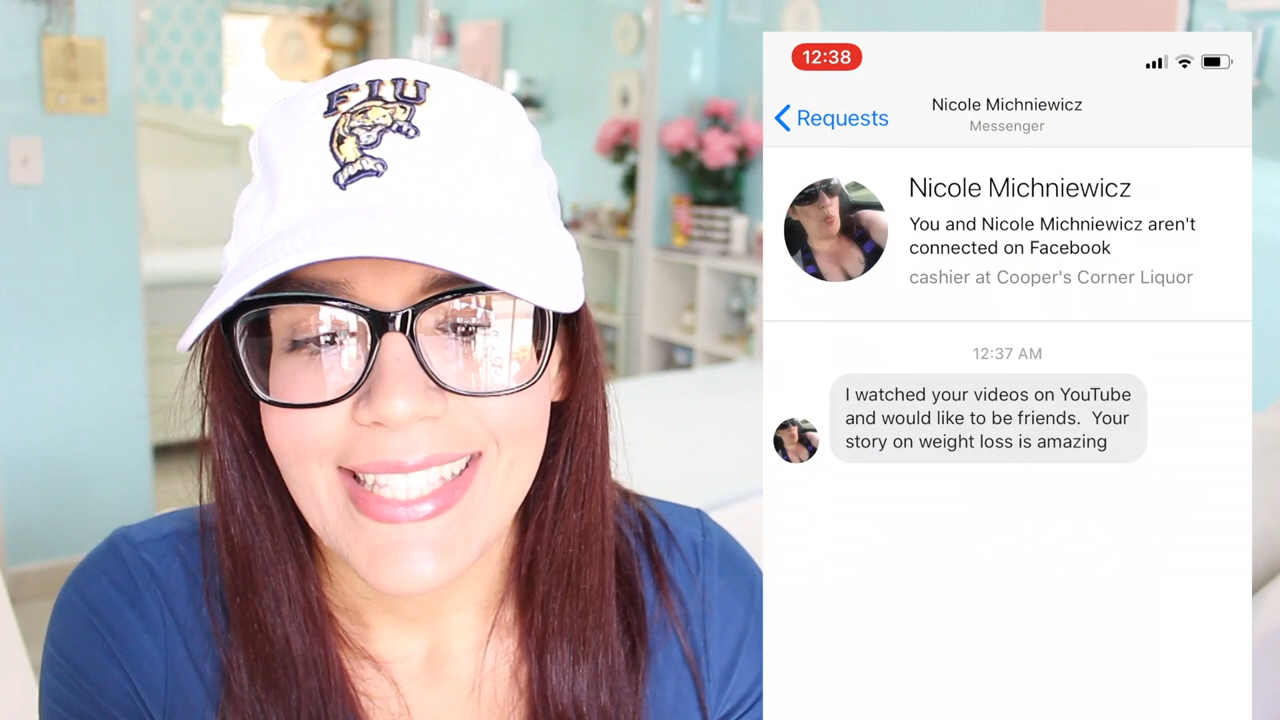 FIU
12:38
Requests
Nicole Michniewicz
Messenger
Nicole Michniewicz
You and Nicole Michniewicz aren't
connected on Facebook
cashier at Cooper's Corner Liquor
12:37 AM
I watched your videos on YouTube
and would like to be friends.  Your
story on weight loss is amazing